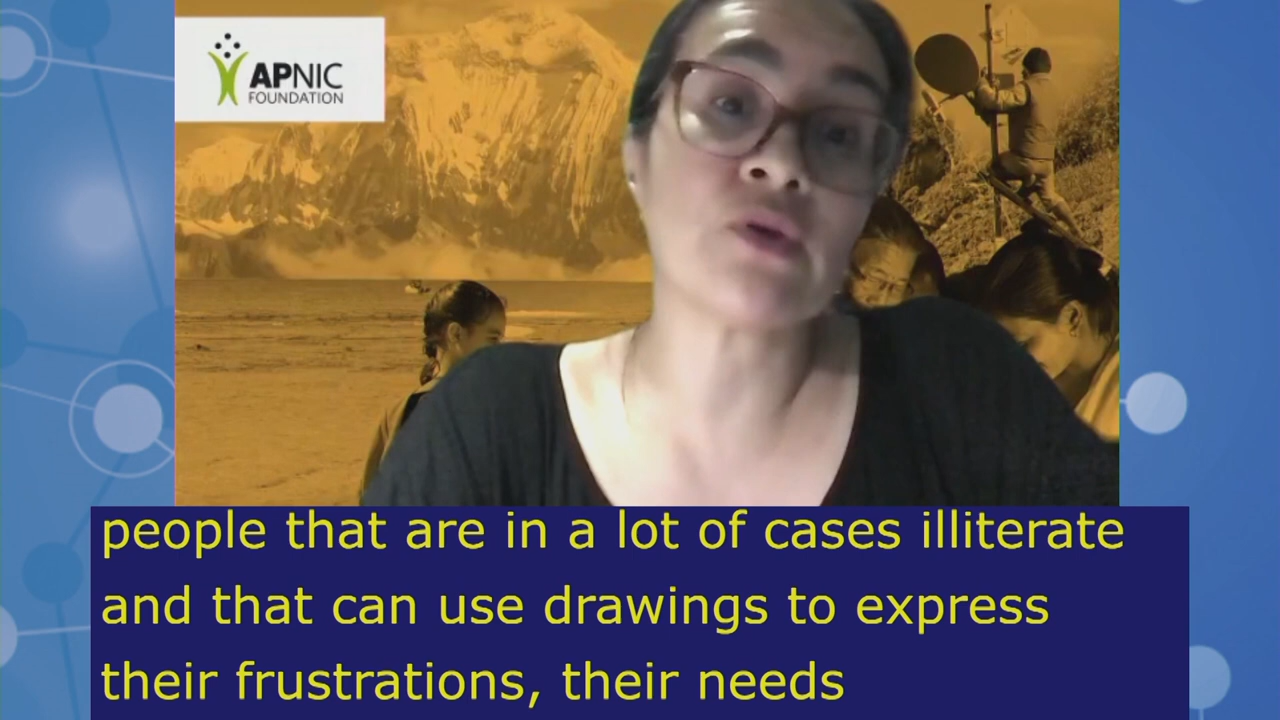 APNIC
FOUNDATION
people that are in a lot of cases illiterate
and that can use drawings to express
their frustrations, their needs